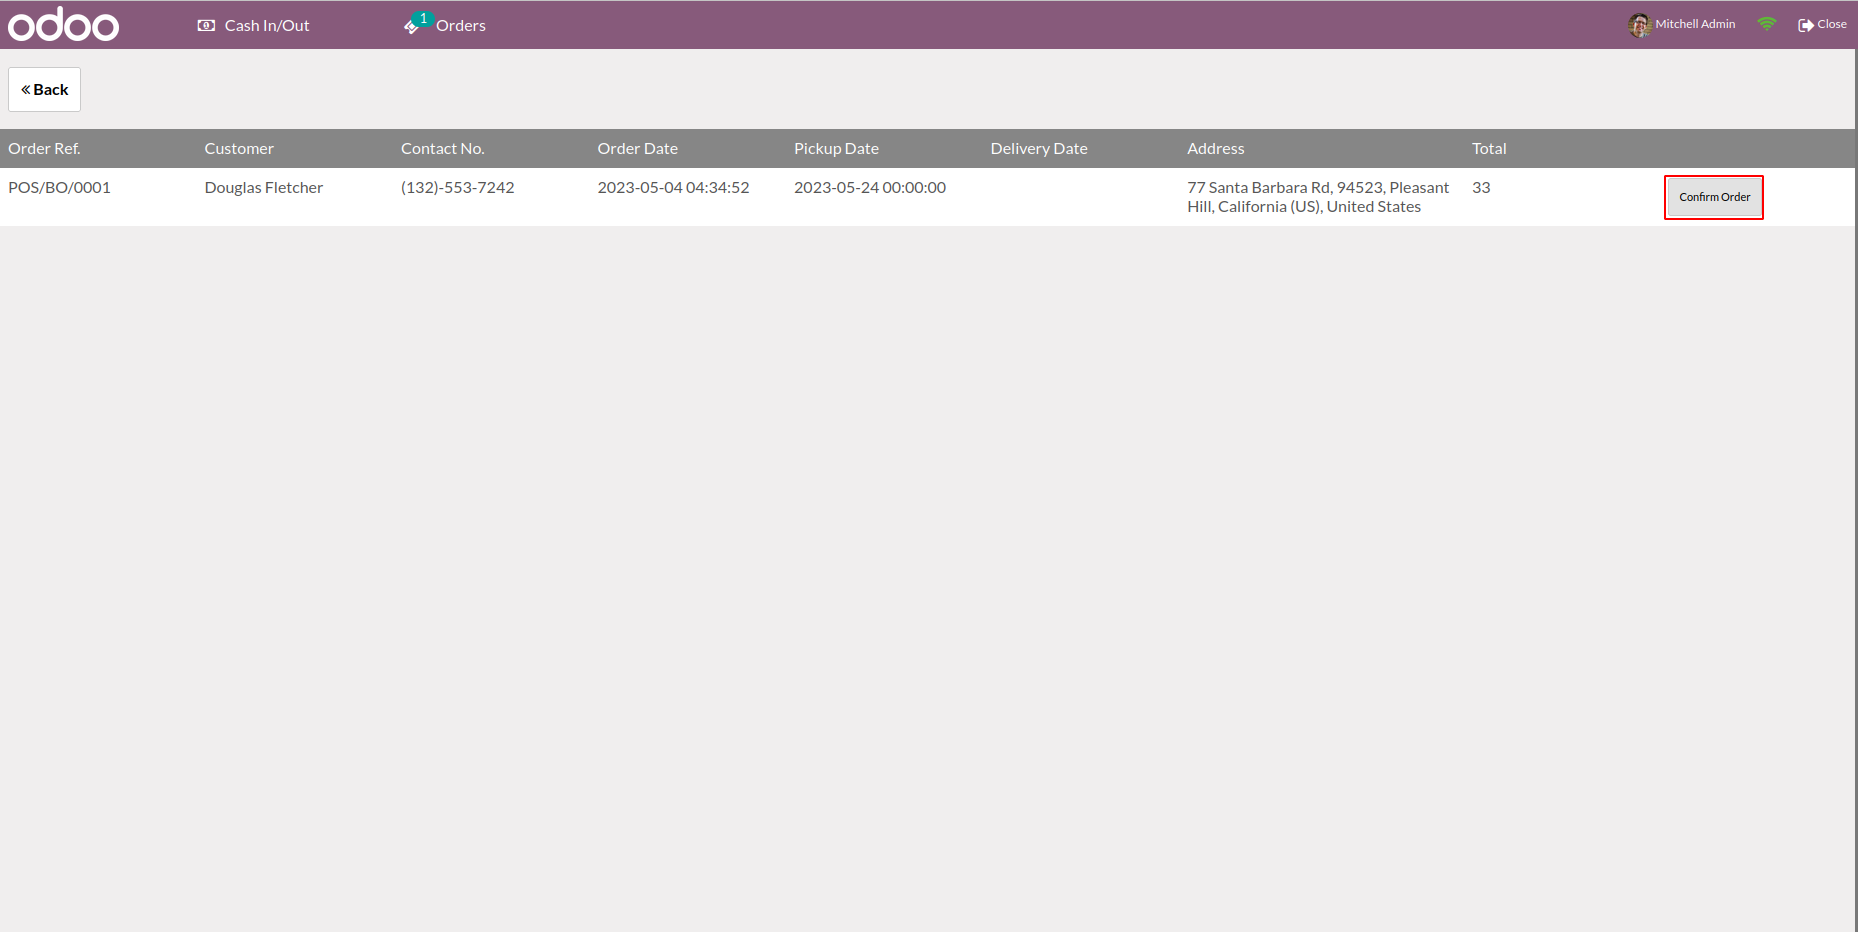 odoo Cash In/Out 1 Orders Mitchell Admin Close
« Back
Order Ref. Customer Contact No. Order Date Pickup Date Delivery Date Address Total
POS/BO/0001 Douglas Fletcher (132)-553-7242 2023-05-04 04:34:52 2023-05-24 00:00:00 77 Santa Barbara Rd, 94523, Pleasant 33 Confirm Order
Hill, California (US), United States